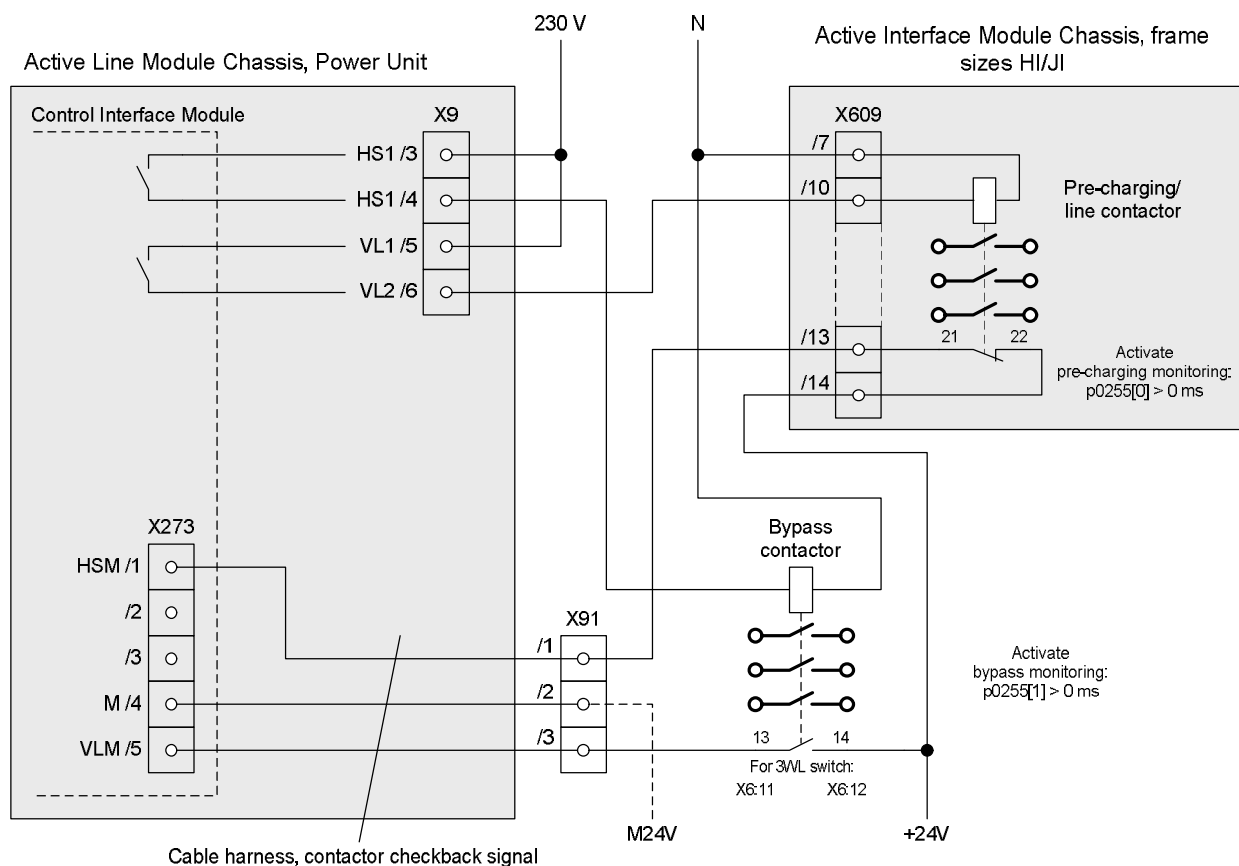 230 V
N
Active Line Module Chassis, Power Unit
Active Interface Module Chassis, frame
sizes HI/JI
Control Interface Module
X9
X609
HS1 /3
HS1 /4
VL1 /5
VL2 /6
/7
/10
/13
/14
Pre-charging/
line contactor
21
22
Activate
pre-charging monitoring:
p0255[0] > 0 ms
X273
HSM /1
/2
/3
M /4
VLM /5
X91
/1
/2
/3
Bypass
contactor
13
14
For 3WL switch:
X6:11
X6:12
Activate
bypass monitoring:
p0255[1] > 0 ms
M24V
+24V
Cable harness, contactor checkback signal